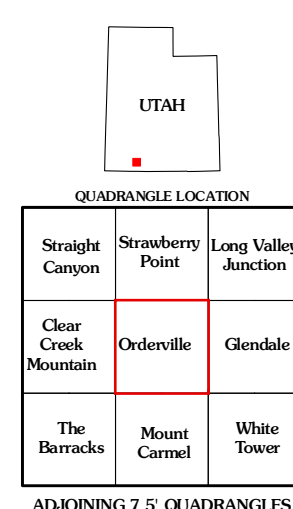 UTAH
QUADRANGLE LOCATION
Straight Canyon
Strawberry Point
Long Valley Junction
Clear Creek Mountain
Orderville
Glendale
The Barracks
Mount Carmel
White Tower
ADJOINING 7.5' QUADRANGLES